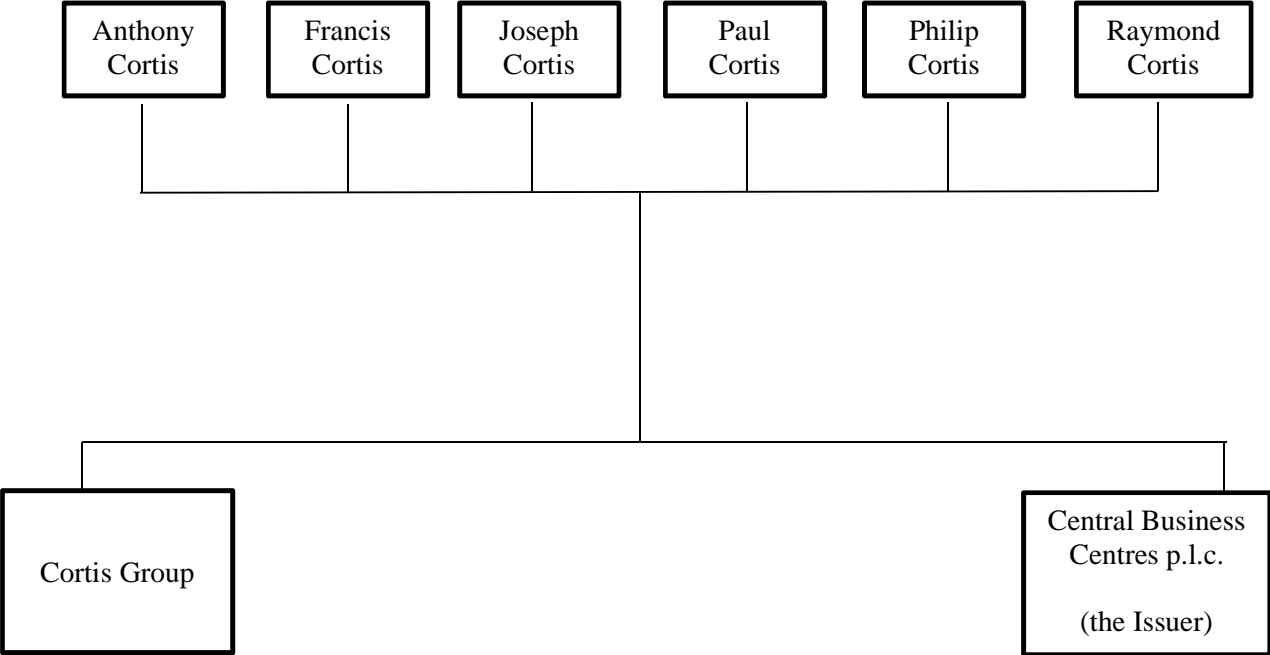 Anthony
Cortis
Francis
Cortis
Joseph
Cortis
Paul
Cortis
Philip
Cortis
Raymond
Cortis
Cortis Group
Central Business
Centres p.l.c.
(the Issuer)